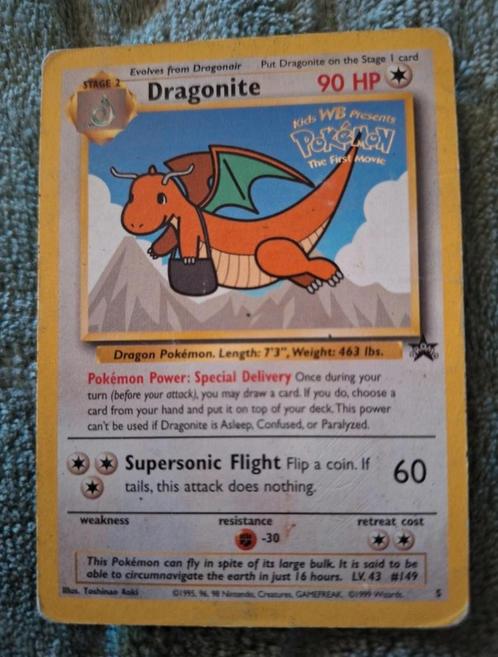 Evolves from Dragonair Put Dragonite on the Stage 1 card
STAGE 2 Dragonite 90 HP
Kids WB Presents
POKéMON
The First Movie
Dragon Pokémon. Length: 7'3", Weight: 463 lbs.
Pokémon Power: Special Delivery Once during your
turn (before your attack), you may draw a card. If you do, choose a
card from your hand and put it on top of your deck. This power
can't be used if Dragonite is Asleep, Confused, or Paralyzed.
Supersonic Flight Flip a coin. If
tails, this attack does nothing.
60
weakness resistance retreat cost
-30
This Pokémon can fly in spite of its large bulk. It is said to be
able to circumnavigate the earth in just 16 hours. LV. 43 #149
Illus. Toshinao Aoki ©1995, 96, 98 Nintendo, Creatures, GAMEFREAK. ©1999 Wizards. 5